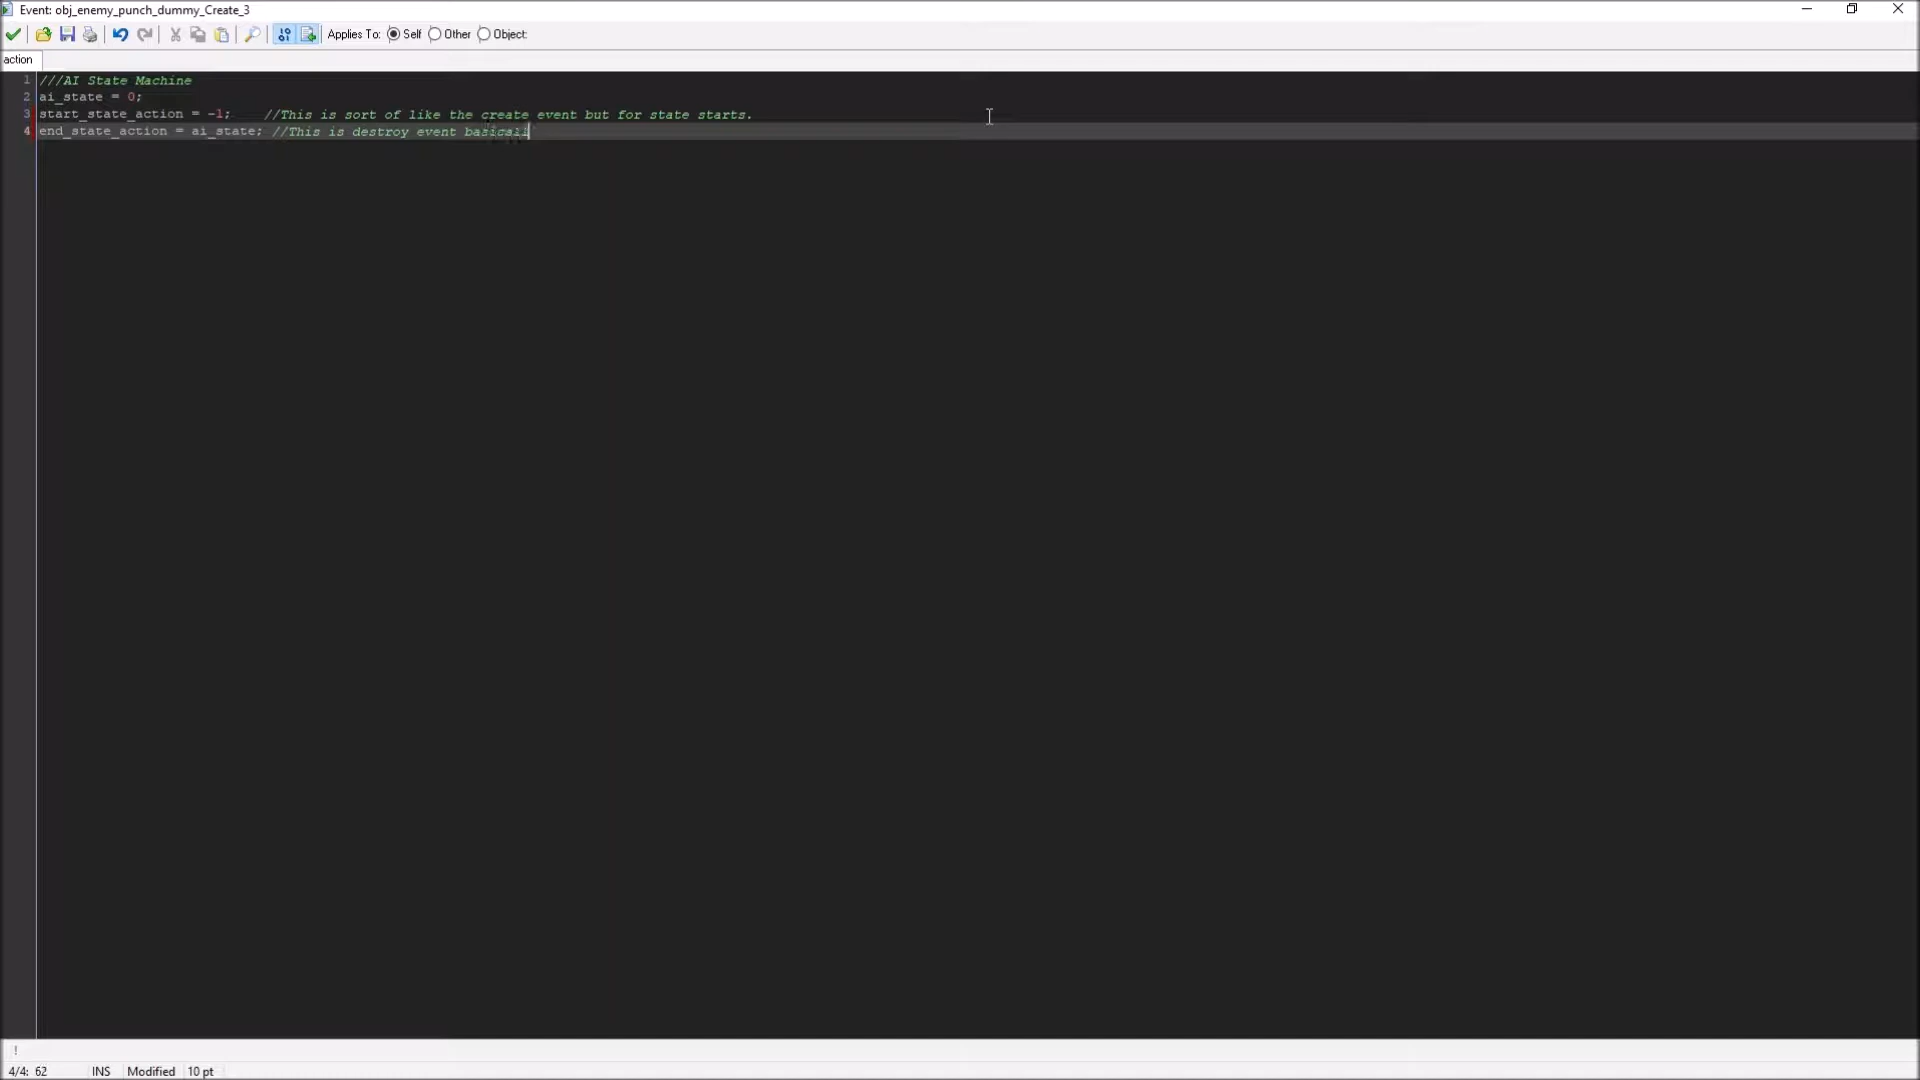 Event: obj_enemy_punch_dummy_Create_3
Applies To: Self Other Object:
action
1 ///AI State Machine
2 ai_state = 0;
3 start_state_action = -1; //This is sort of like the create event but for state starts.
4 end_state_action = ai_state; //This is destroy event basicall
!
4/4: 62 INS Modified 10 pt